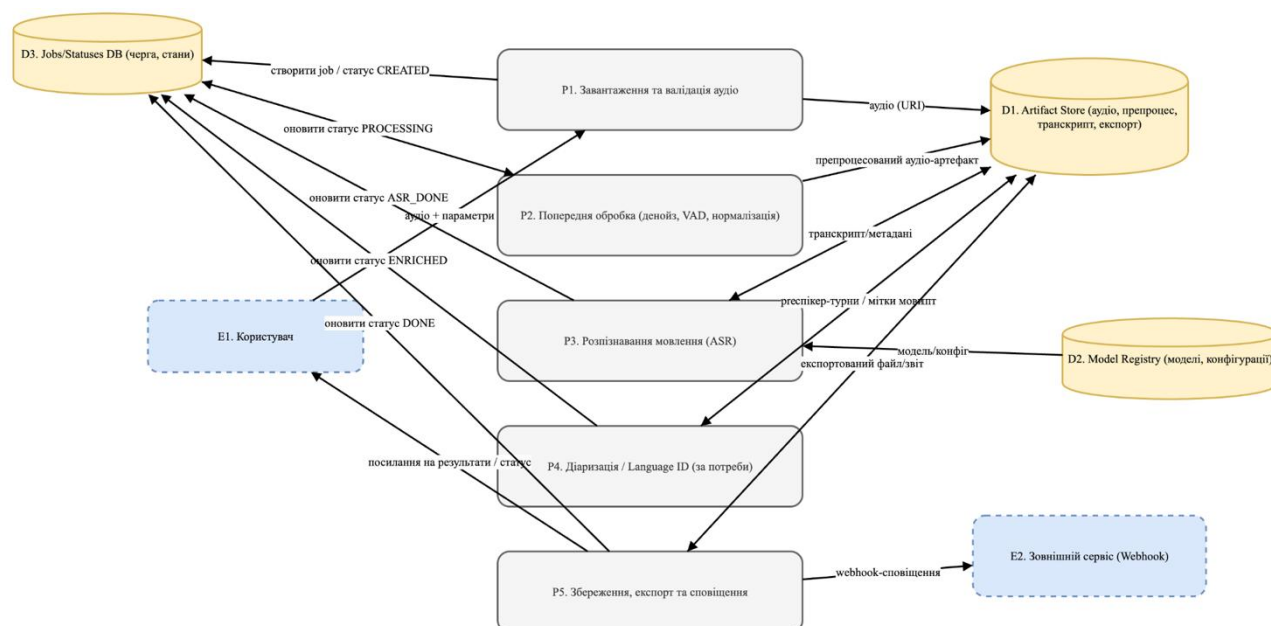 D3. Jobs/Statuses DB (черга, стани)
створити job / статус CREATED
P1. Завантаження та валідація аудіо
аудіо (URI)
D1. Artifact Store (аудіо, препроцес,
транскрипт, експорт)
оновити статус PROCESSING
препроцесований аудіо-артефакт
P2. Попередня обробка (денойз, VAD, нормалізація)
оновити статус ASR_DONE
аудіо + параметри
транскрипт/метадані
оновити статус ENRICHED
E1. Користувач
оновити статус DONE
P3. Розпізнавання мовлення (ASR)
/ мітки
модель/конфіг
експортований файл/звіт
D2. Model Registry (моделі, конфігурації)
посилання на результати / статус
P4. Діаризація / Language ID (за потреби)
P5. Збереження, експорт та сповіщення
webhook-сповіщення
E2. Зовнішній сервіс (Webhook)